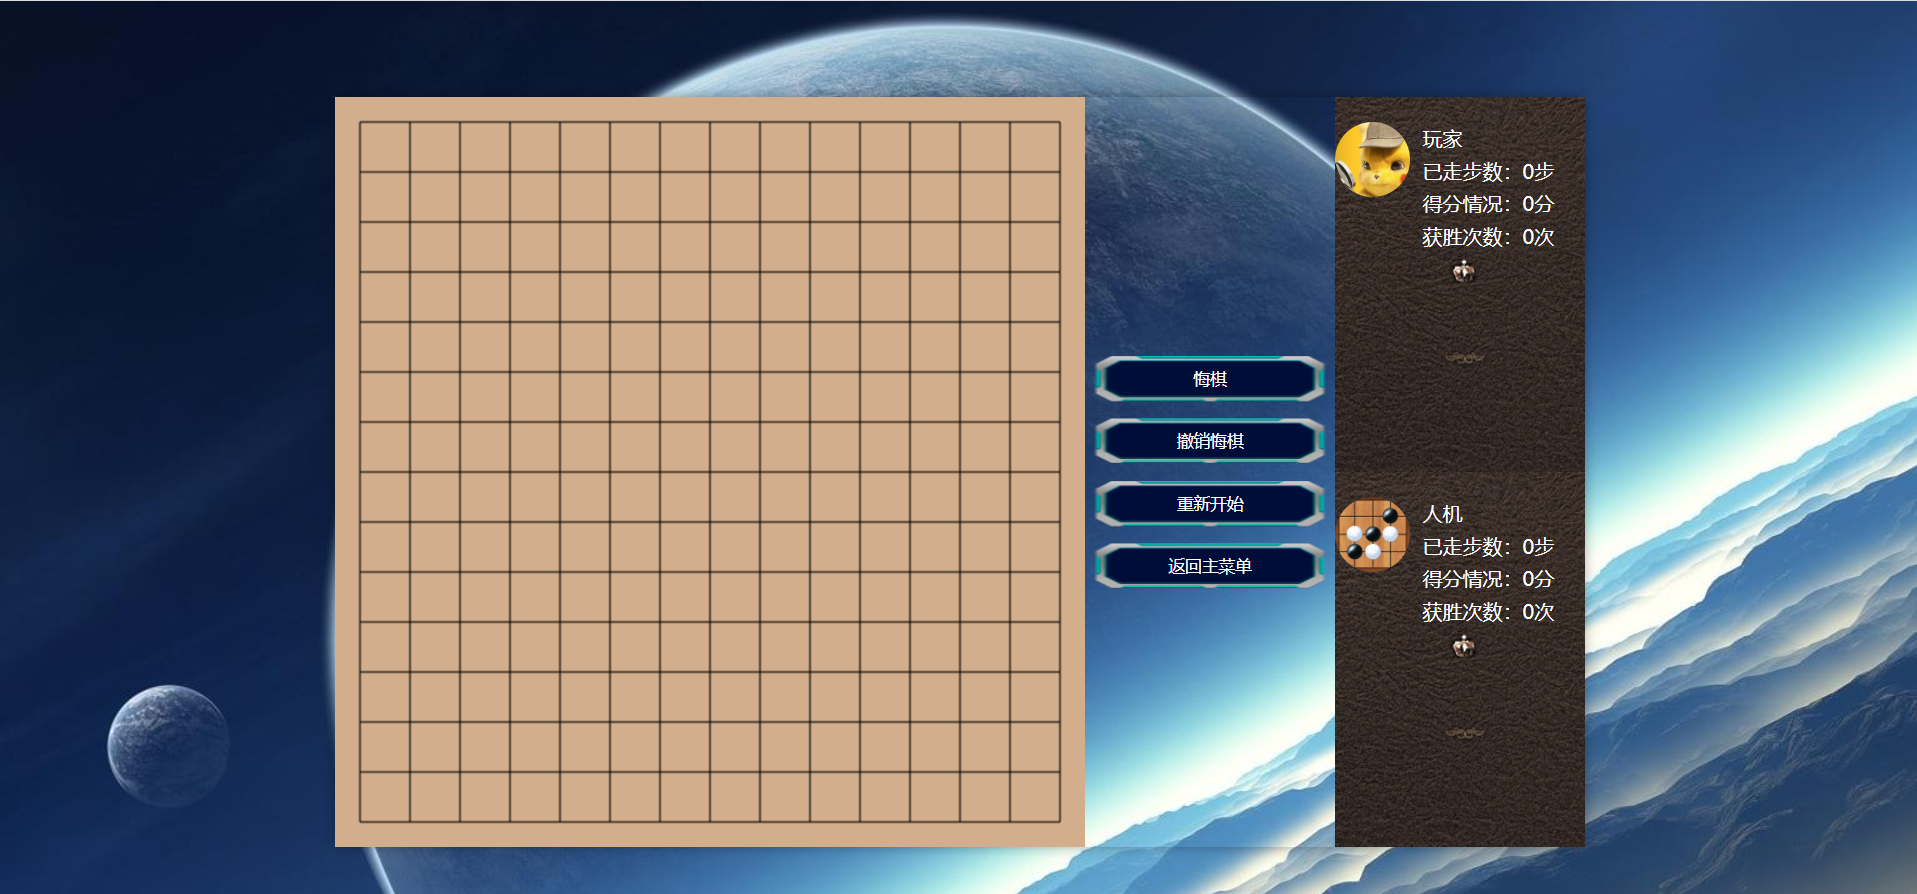 悔棋
撤销悔棋
重新开始
返回主菜单
玩家
已走步数：0步
得分情况：0分
获胜次数：0次
人机
已走步数：0步
得分情况：0分
获胜次数：0次